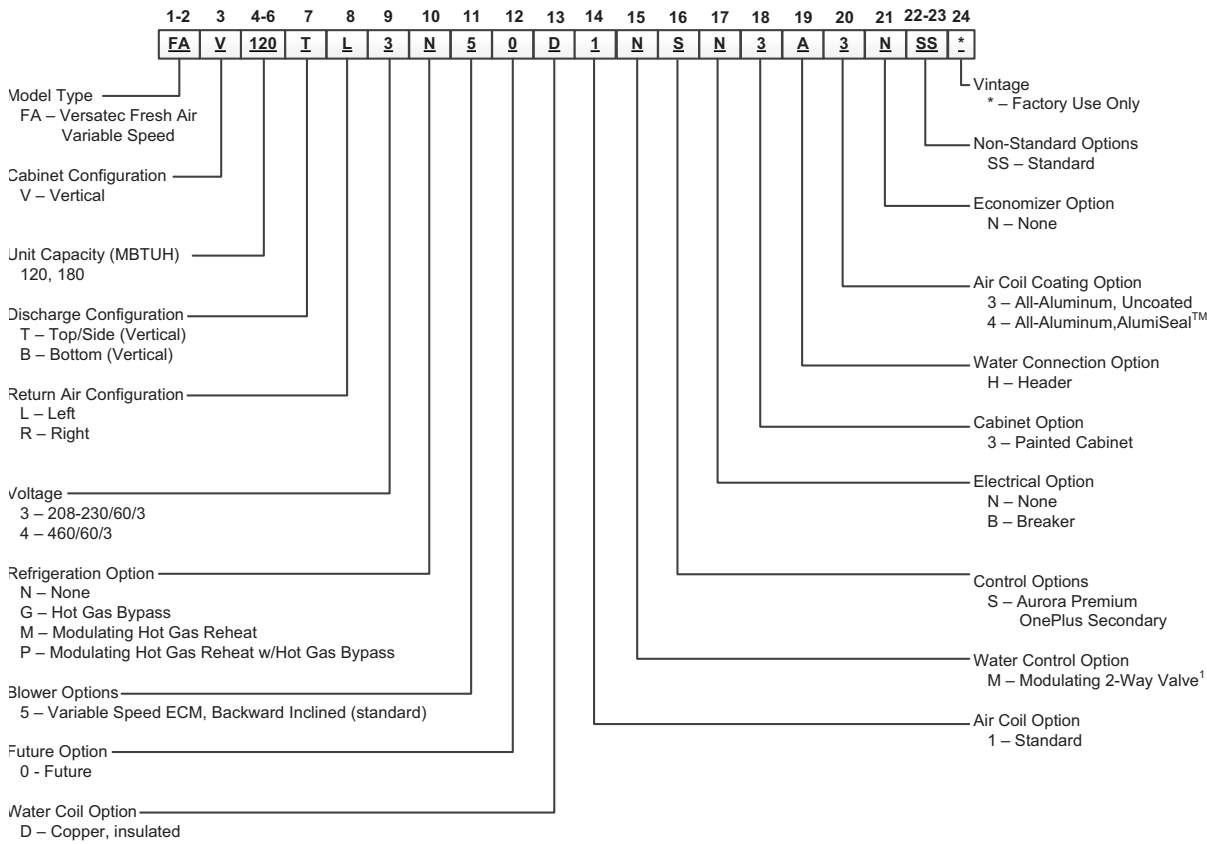 1-2 3 4-6 7 8 9 10 11 12 13 14 15 16 17 18 19 20 21 22-23 24
FA V 120 T L 3 N 5 0 D 1 N S N 3 A 3 N SS *
Model Type
FA – Versatec Fresh Air
Variable Speed
Cabinet Configuration
V – Vertical
Unit Capacity (MBTUH)
120, 180
Discharge Configuration
T – Top/Side (Vertical)
B – Bottom (Vertical)
Return Air Configuration
L – Left
R – Right
Voltage
3 – 208-230/60/3
4 – 460/60/3
Refrigeration Option
N – None
G – Hot Gas Bypass
M – Modulating Hot Gas Reheat
P – Modulating Hot Gas Reheat w/Hot Gas Bypass
Blower Options
5 – Variable Speed ECM, Backward Inclined (standard)
Future Option
0 - Future
Water Coil Option
D – Copper, insulated
Vintage
* – Factory Use Only
Non-Standard Options
SS – Standard
Economizer Option
N – None
Air Coil Coating Option
3 – All-Aluminum, Uncoated
4 – All-Aluminum,AlumiSeal™
Water Connection Option
H – Header
Cabinet Option
3 – Painted Cabinet
Electrical Option
N – None
B – Breaker
Control Options
S – Aurora Premium
OnePlus Secondary
Water Control Option
M – Modulating 2-Way Valve¹
Air Coil Option
1 – Standard